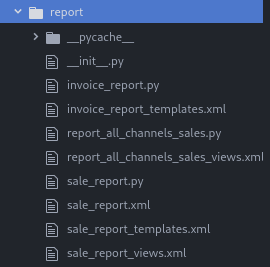 report
__pycache__
__init__.py
invoice_report.py
invoice_report_templates.xml
report_all_channels_sales.py
report_all_channels_sales_views.xml
sale_report.py
sale_report.xml
sale_report_templates.xml
sale_report_views.xml